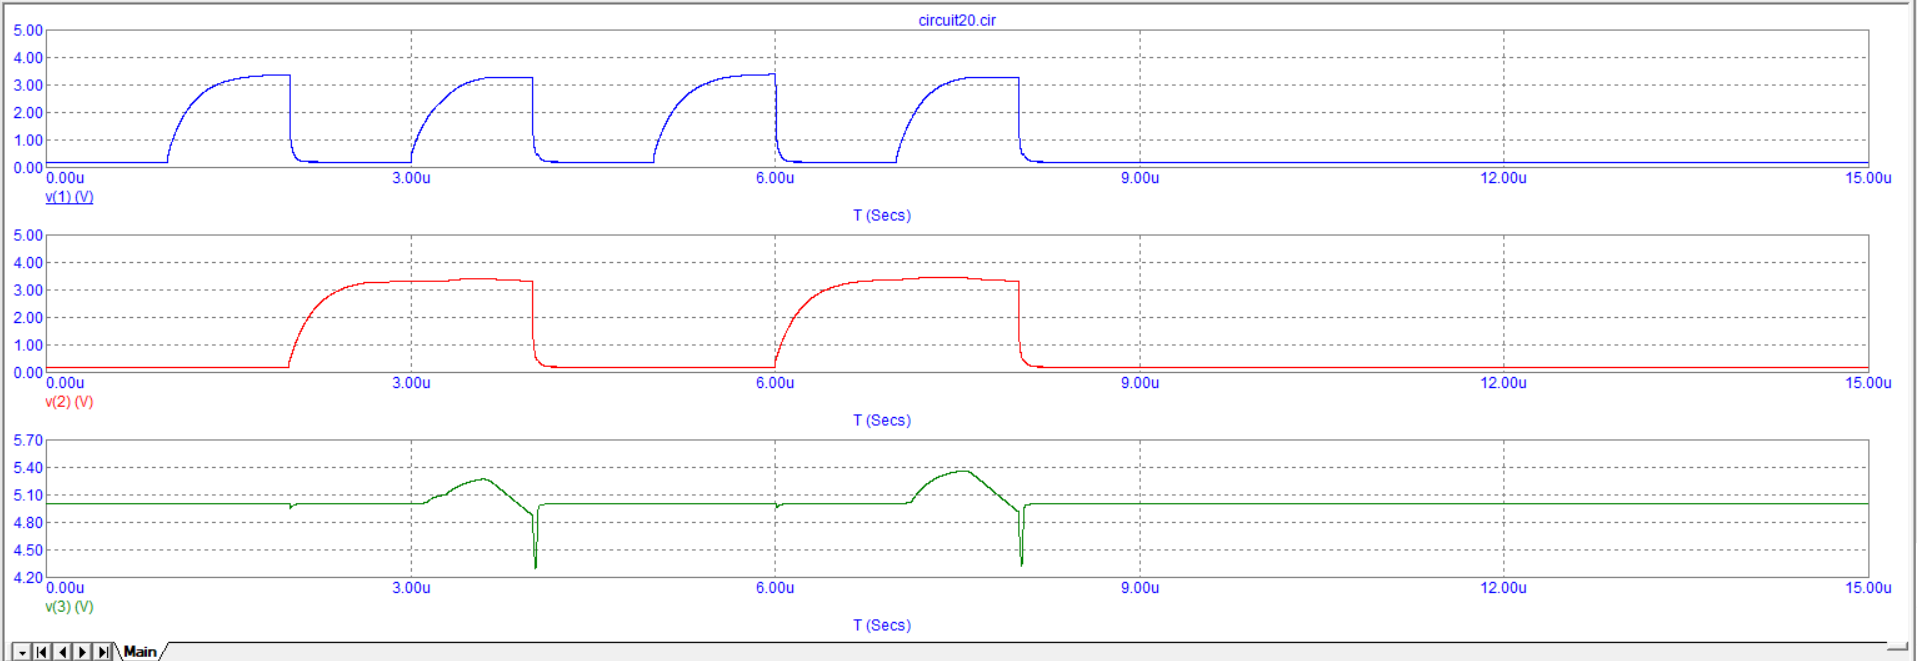 circuit20.cir
5.00
4.00
3.00
2.00
1.00
0.00
0.00u 3.00u 6.00u 9.00u 12.00u 15.00u
v(1) (V)
T (Secs)
5.00
4.00
3.00
2.00
1.00
0.00
0.00u 3.00u 6.00u 9.00u 12.00u 15.00u
v(2) (V)
T (Secs)
5.70
5.40
5.10
4.80
4.50
4.20
0.00u 3.00u 6.00u 9.00u 12.00u 15.00u
v(3) (V)
T (Secs)
Main